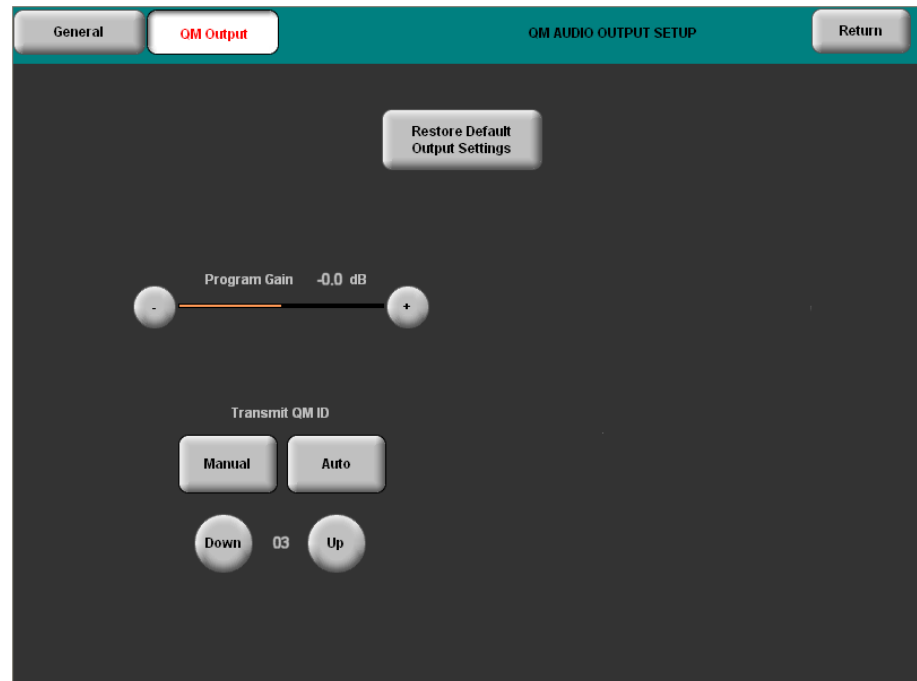 General
QM Output
QM AUDIO OUTPUT SETUP
Return
Restore Default
Output Settings
Program Gain -0.0 dB
- +
Transmit QM ID
Manual Auto
Down 03 Up